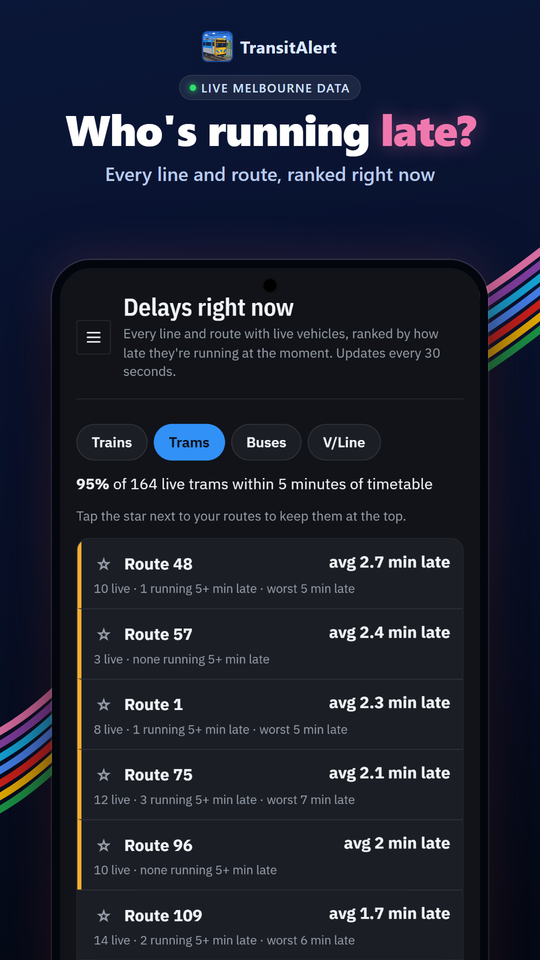 TransitAlert
LIVE MELBOURNE DATA
Who's running late?
Every line and route, ranked right now
Delays right now
Every line and route with live vehicles, ranked by how
late they're running at the moment. Updates every 30
seconds.
Trains Trams Buses V/Line
95% of 164 live trams within 5 minutes of timetable
Tap the star next to your routes to keep them at the top.
Route 48 avg 2.7 min late
10 live · 1 running 5+ min late · worst 5 min late
Route 57 avg 2.4 min late
3 live · none running 5+ min late
Route 1 avg 2.3 min late
8 live · 1 running 5+ min late · worst 5 min late
Route 75 avg 2.1 min late
12 live · 3 running 5+ min late · worst 7 min late
Route 96 avg 2 min late
10 live · none running 5+ min late
Route 109 avg 1.7 min late
14 live · 2 running 5+ min late · worst 6 min late